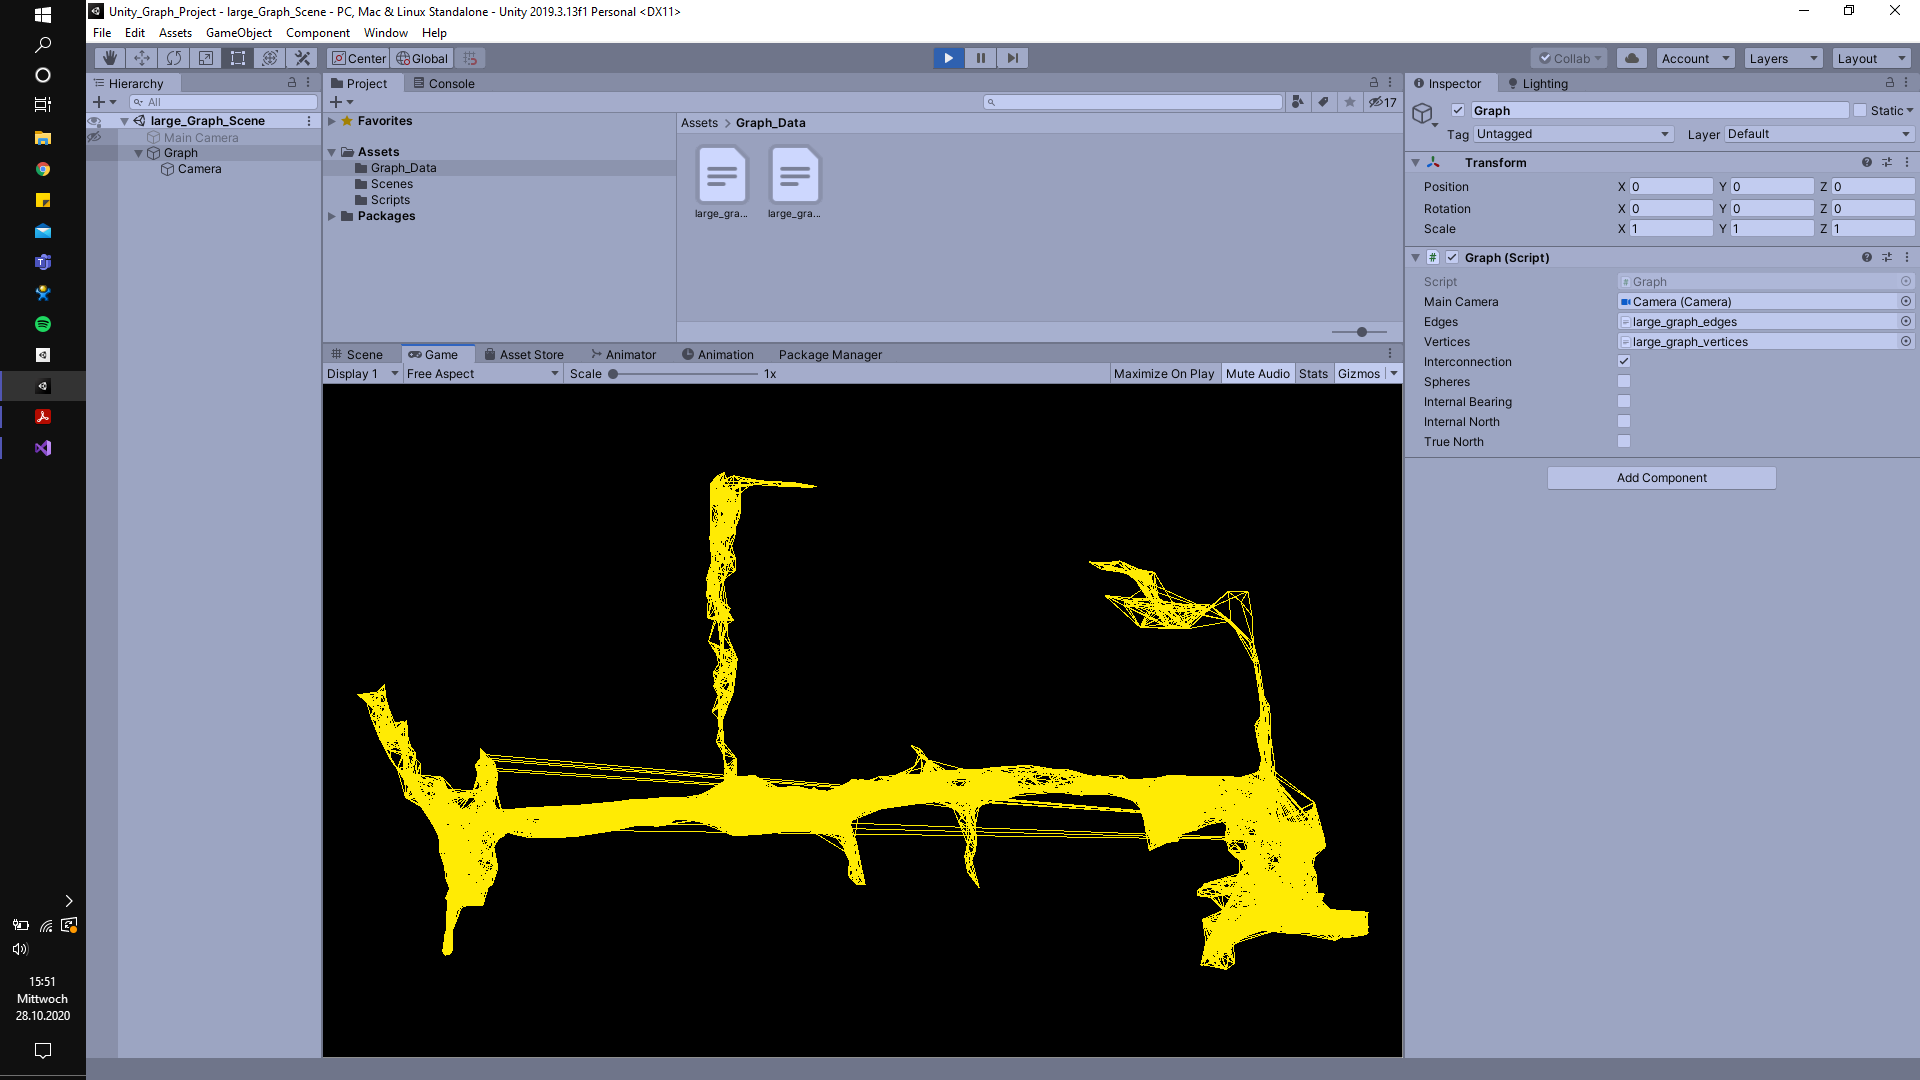 Unity_Graph_Project - large_Graph_Scene - PC, Mac & Linux Standalone - Unity 2019.3.13f1 Personal <DX11>
File Edit Assets GameObject Component Window Help
Center Global Collab Account Layers Layout
Hierarchy
All
large_Graph_Scene
Main Camera
Graph
Camera
Project Console
17
Favorites
Assets
Graph_Data
Scenes
Scripts
Packages
Assets > Graph_Data
large_gra... large_gra...
Scene Game Asset Store Animator Animation Package Manager
Display 1 Free Aspect Scale 1x Maximize On Play Mute Audio Stats Gizmos
Inspector Lighting
Graph Static
Tag Untagged Layer Default
Transform
Position X 0 Y 0 Z 0
Rotation X 0 Y 0 Z 0
Scale X 1 Y 1 Z 1
# Graph (Script)
Script Graph
Main Camera Camera (Camera)
Edges large_graph_edges
Vertices large_graph_vertices
Interconnection
Spheres
Internal Bearing
Internal North
True North
Add Component
15:51
Mittwoch
28.10.2020